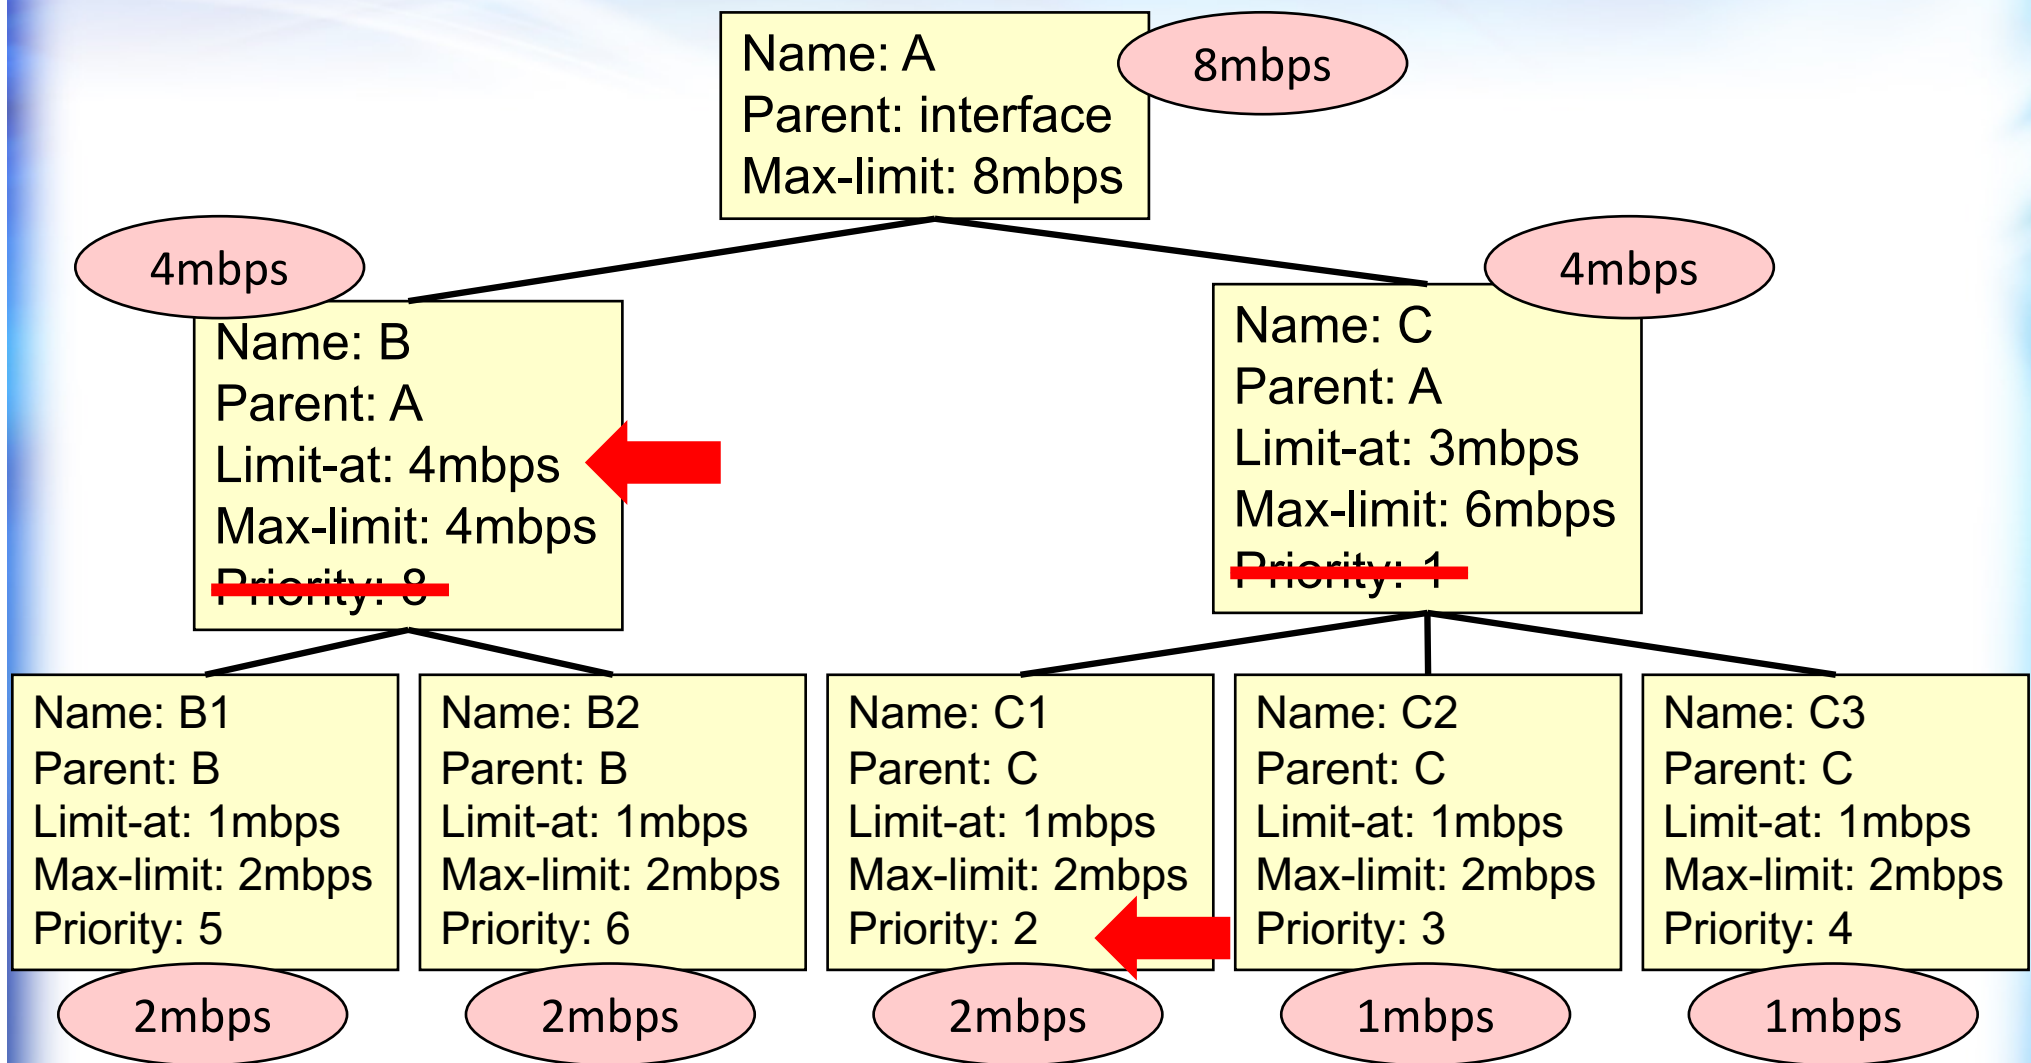 Name: A
Parent: interface
Max-limit: 8mbps
8mbps
4mbps
Name: B
Parent: A
Limit-at: 4mbps
Max-limit: 4mbps
Priority: 8
4mbps
Name: C
Parent: A
Limit-at: 3mbps
Max-limit: 6mbps
Priority: 1
Name: B1
Parent: B
Limit-at: 1mbps
Max-limit: 2mbps
Priority: 5
2mbps
Name: B2
Parent: B
Limit-at: 1mbps
Max-limit: 2mbps
Priority: 6
2mbps
Name: C1
Parent: C
Limit-at: 1mbps
Max-limit: 2mbps
Priority: 2
2mbps
Name: C2
Parent: C
Limit-at: 1mbps
Max-limit: 2mbps
Priority: 3
1mbps
Name: C3
Parent: C
Limit-at: 1mbps
Max-limit: 2mbps
Priority: 4
1mbps